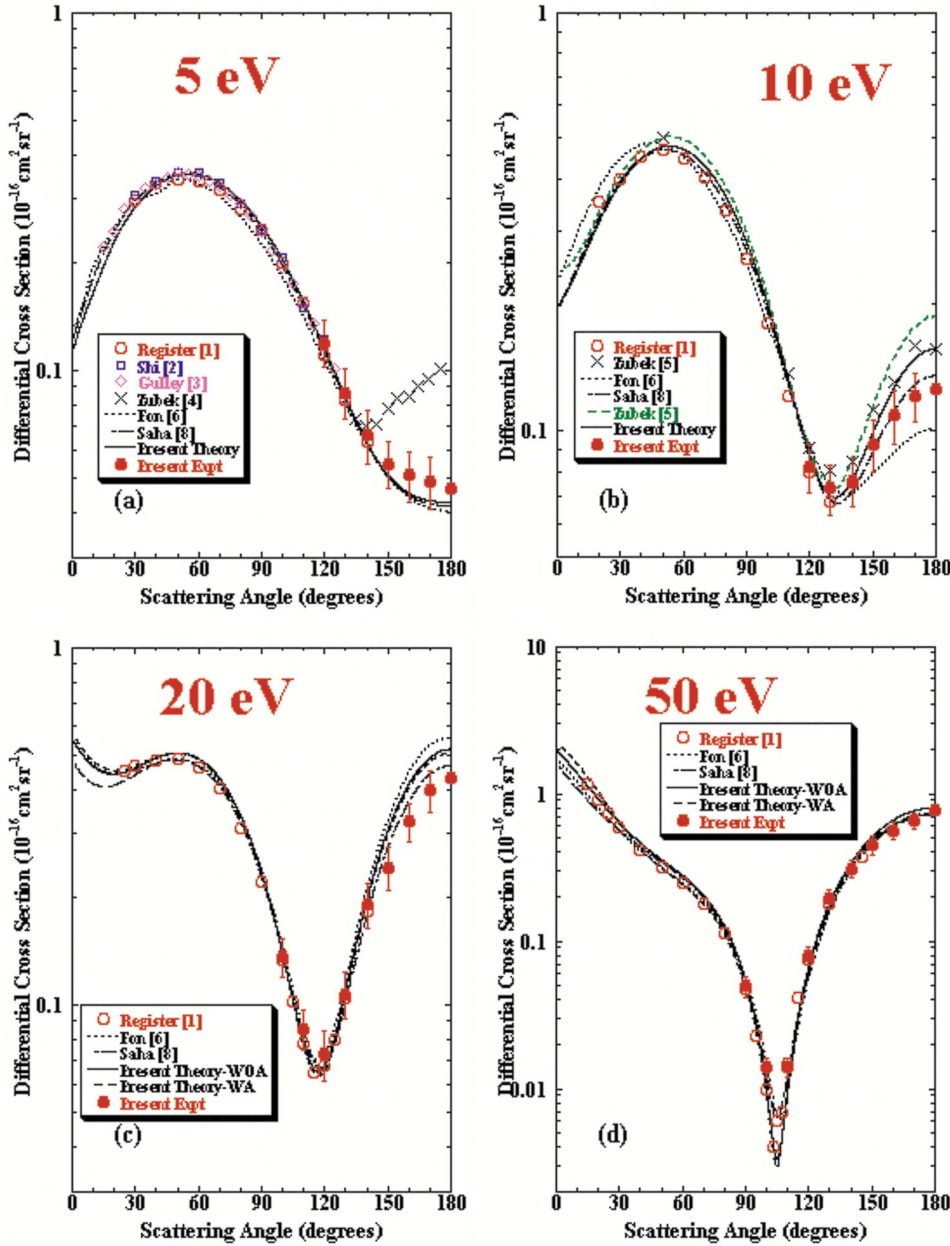 5 eV
Differential Cross Section (10⁻¹⁶ cm² sr⁻¹)
1
0.1
Register [1]
Shi [2]
Gulley [3]
Zubek [4]
Fon [6]
Saha [8]
Present Theory
Present Expt
(a)
0 30 60 90 120 150 180
Scattering Angle (degrees)
10 eV
Differential Cross Section (10⁻¹⁶ cm² sr⁻¹)
1
0.1
Register [1]
Zubek [5]
Fon [6]
Saha [8]
Zubek [5]
Present Theory
Present Expt
(b)
0 30 60 90 120 150 180
Scattering Angle (degrees)
20 eV
Differential Cross Section (10⁻¹⁶ cm² sr⁻¹)
1
0.1
Register [1]
Fon [6]
Saha [8]
Present Theory-W0A
Present Theory-WA
Present Expt
(c)
0 30 60 90 120 150 180
Scattering Angle (degrees)
50 eV
Differential Cross Section (10⁻¹⁶ cm² sr⁻¹)
10
1
0.1
0.01
Register [1]
Fon [6]
Saha [8]
Present Theory-W0A
Present Theory-WA
Present Expt
(d)
0 30 60 90 120 150 180
Scattering Angle (degrees)